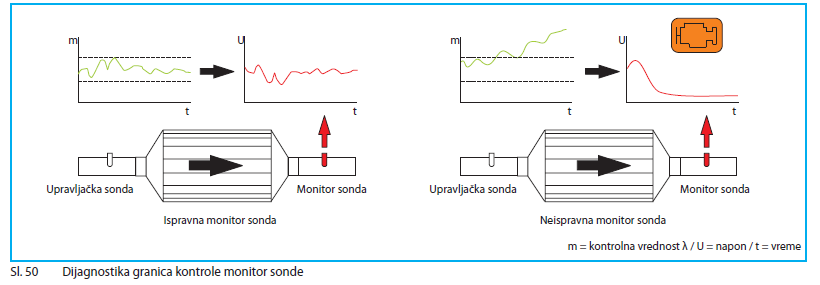 m
U
t
t
Upravljačka sonda
Monitor sonda
Ispravna monitor sonda
m
U
t
t
Upravljačka sonda
Monitor sonda
Neispravna monitor sonda
m = kontrolna vrednost λ / U = napon / t = vreme
Sl. 50 Dijagnostika granica kontrole monitor sonde